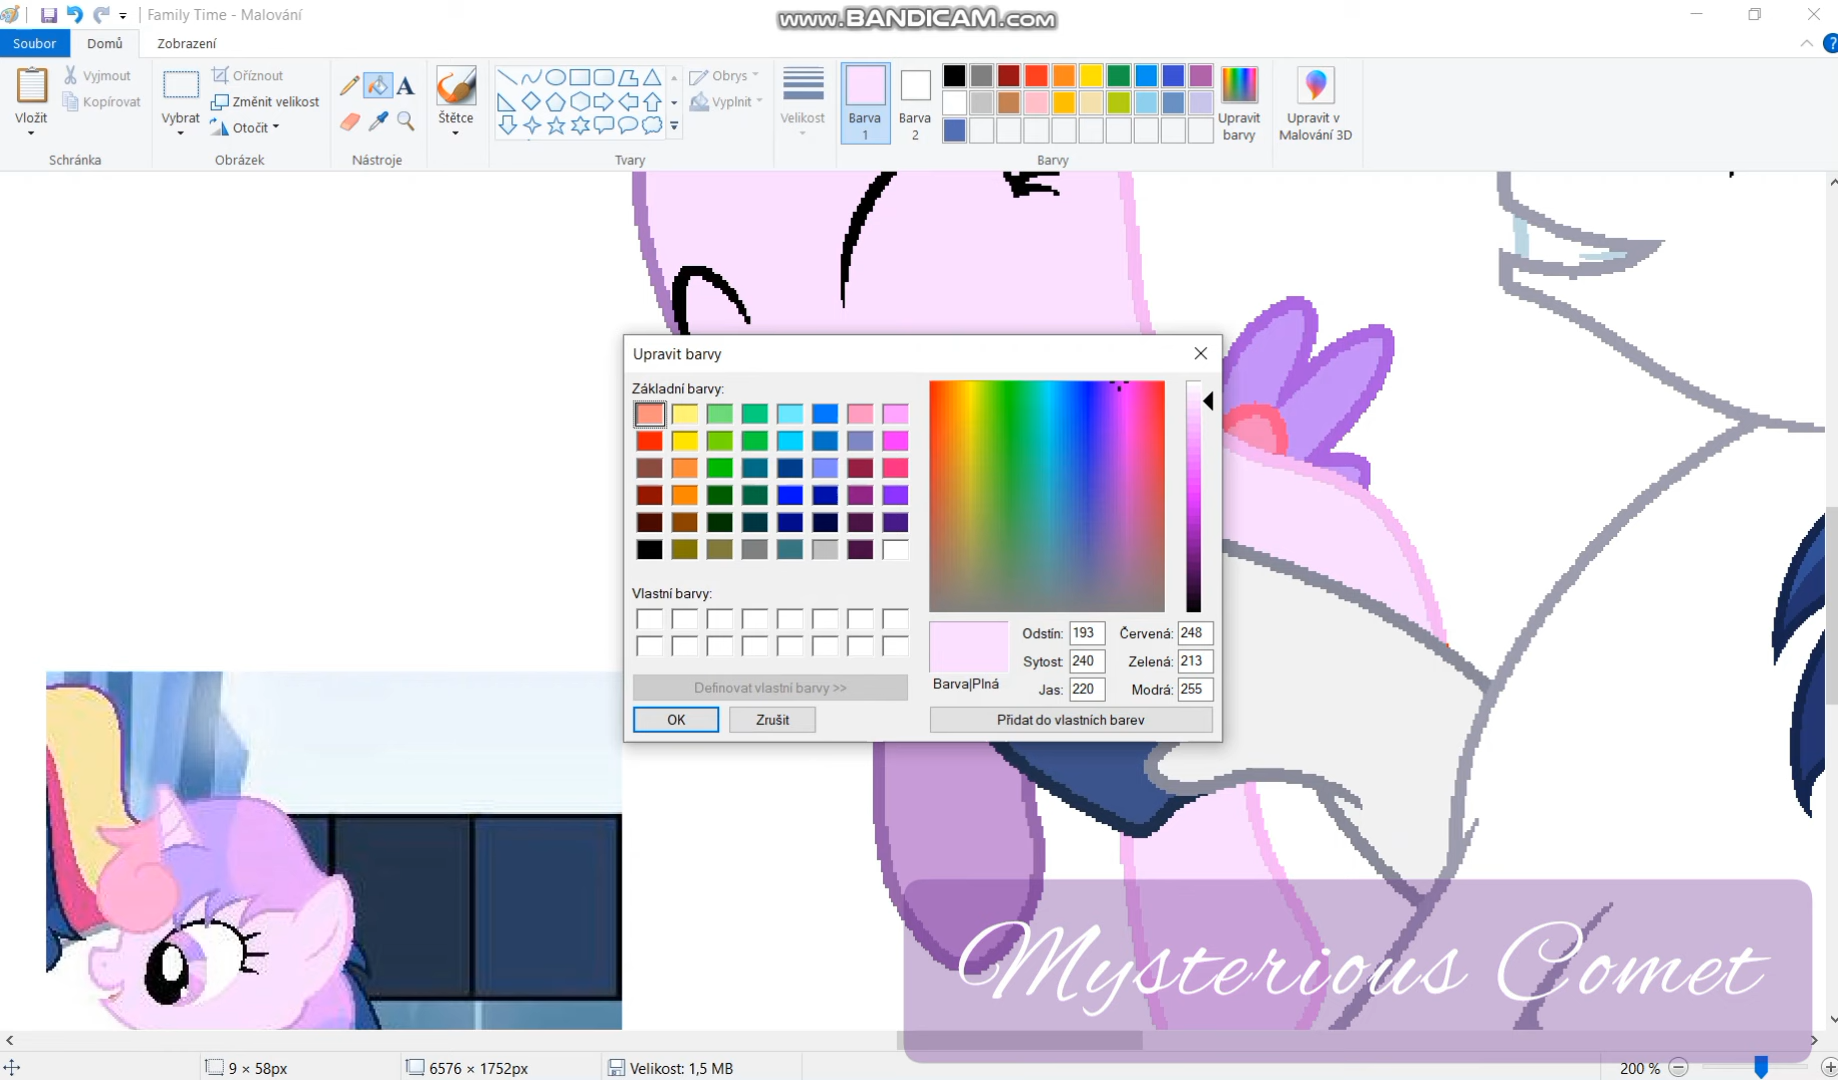 Family Time - Malování
www.BANDICAM.com
Soubor
Domů
Zobrazení
Vložit
Vyjmout
Kopírovat
Schránka
Vybrat
Oříznout
Změnit velikost
Otočit
Obrázek
A
Nástroje
Štětce
Obrys
Vyplnit
Tvary
Velikost
Barva 1
Barva 2
Upravit barvy
Barvy
Upravit v Malování 3D
Upravit barvy
Základní barvy:
Vlastní barvy:
Definovat vlastní barvy >>
OK
Zrušit
Barva|Plná
Odstín: 193
Červená: 248
Sytost: 240
Zelená: 213
Jas: 220
Modrá: 255
Přidat do vlastních barev
Mysterious Comet
9 × 58px
6576 × 1752px
Velikost: 1,5 MB
200 %